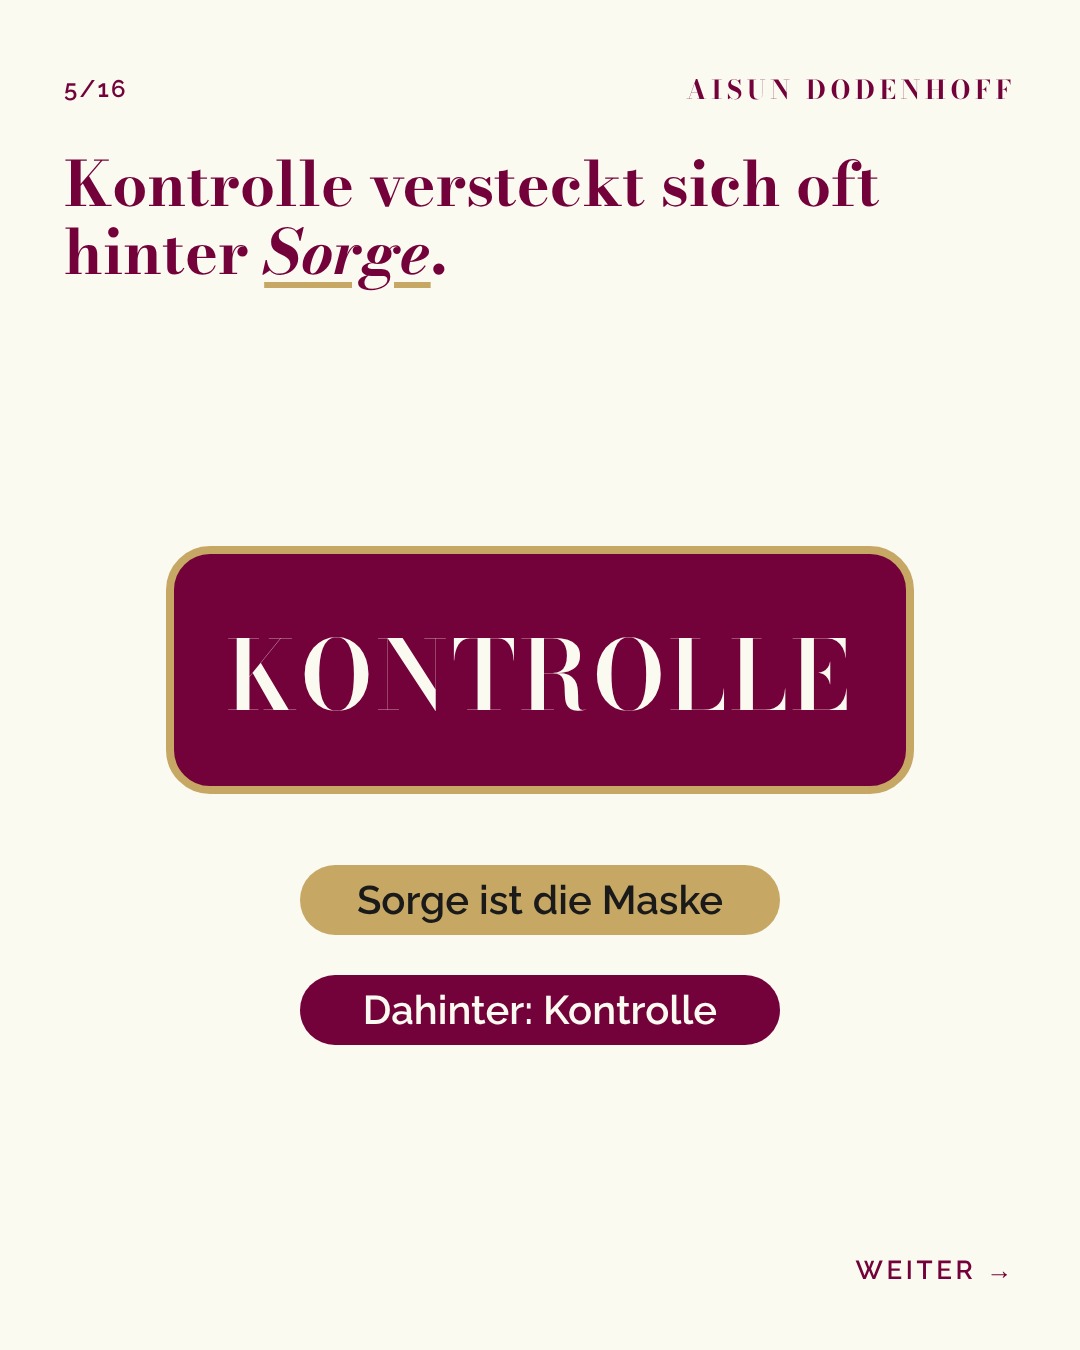 5/16
AISUN DODENHOFF
Kontrolle versteckt sich oft
hinter Sorge.
KONTROLLE
Sorge ist die Maske
Dahinter: Kontrolle
WEITER →